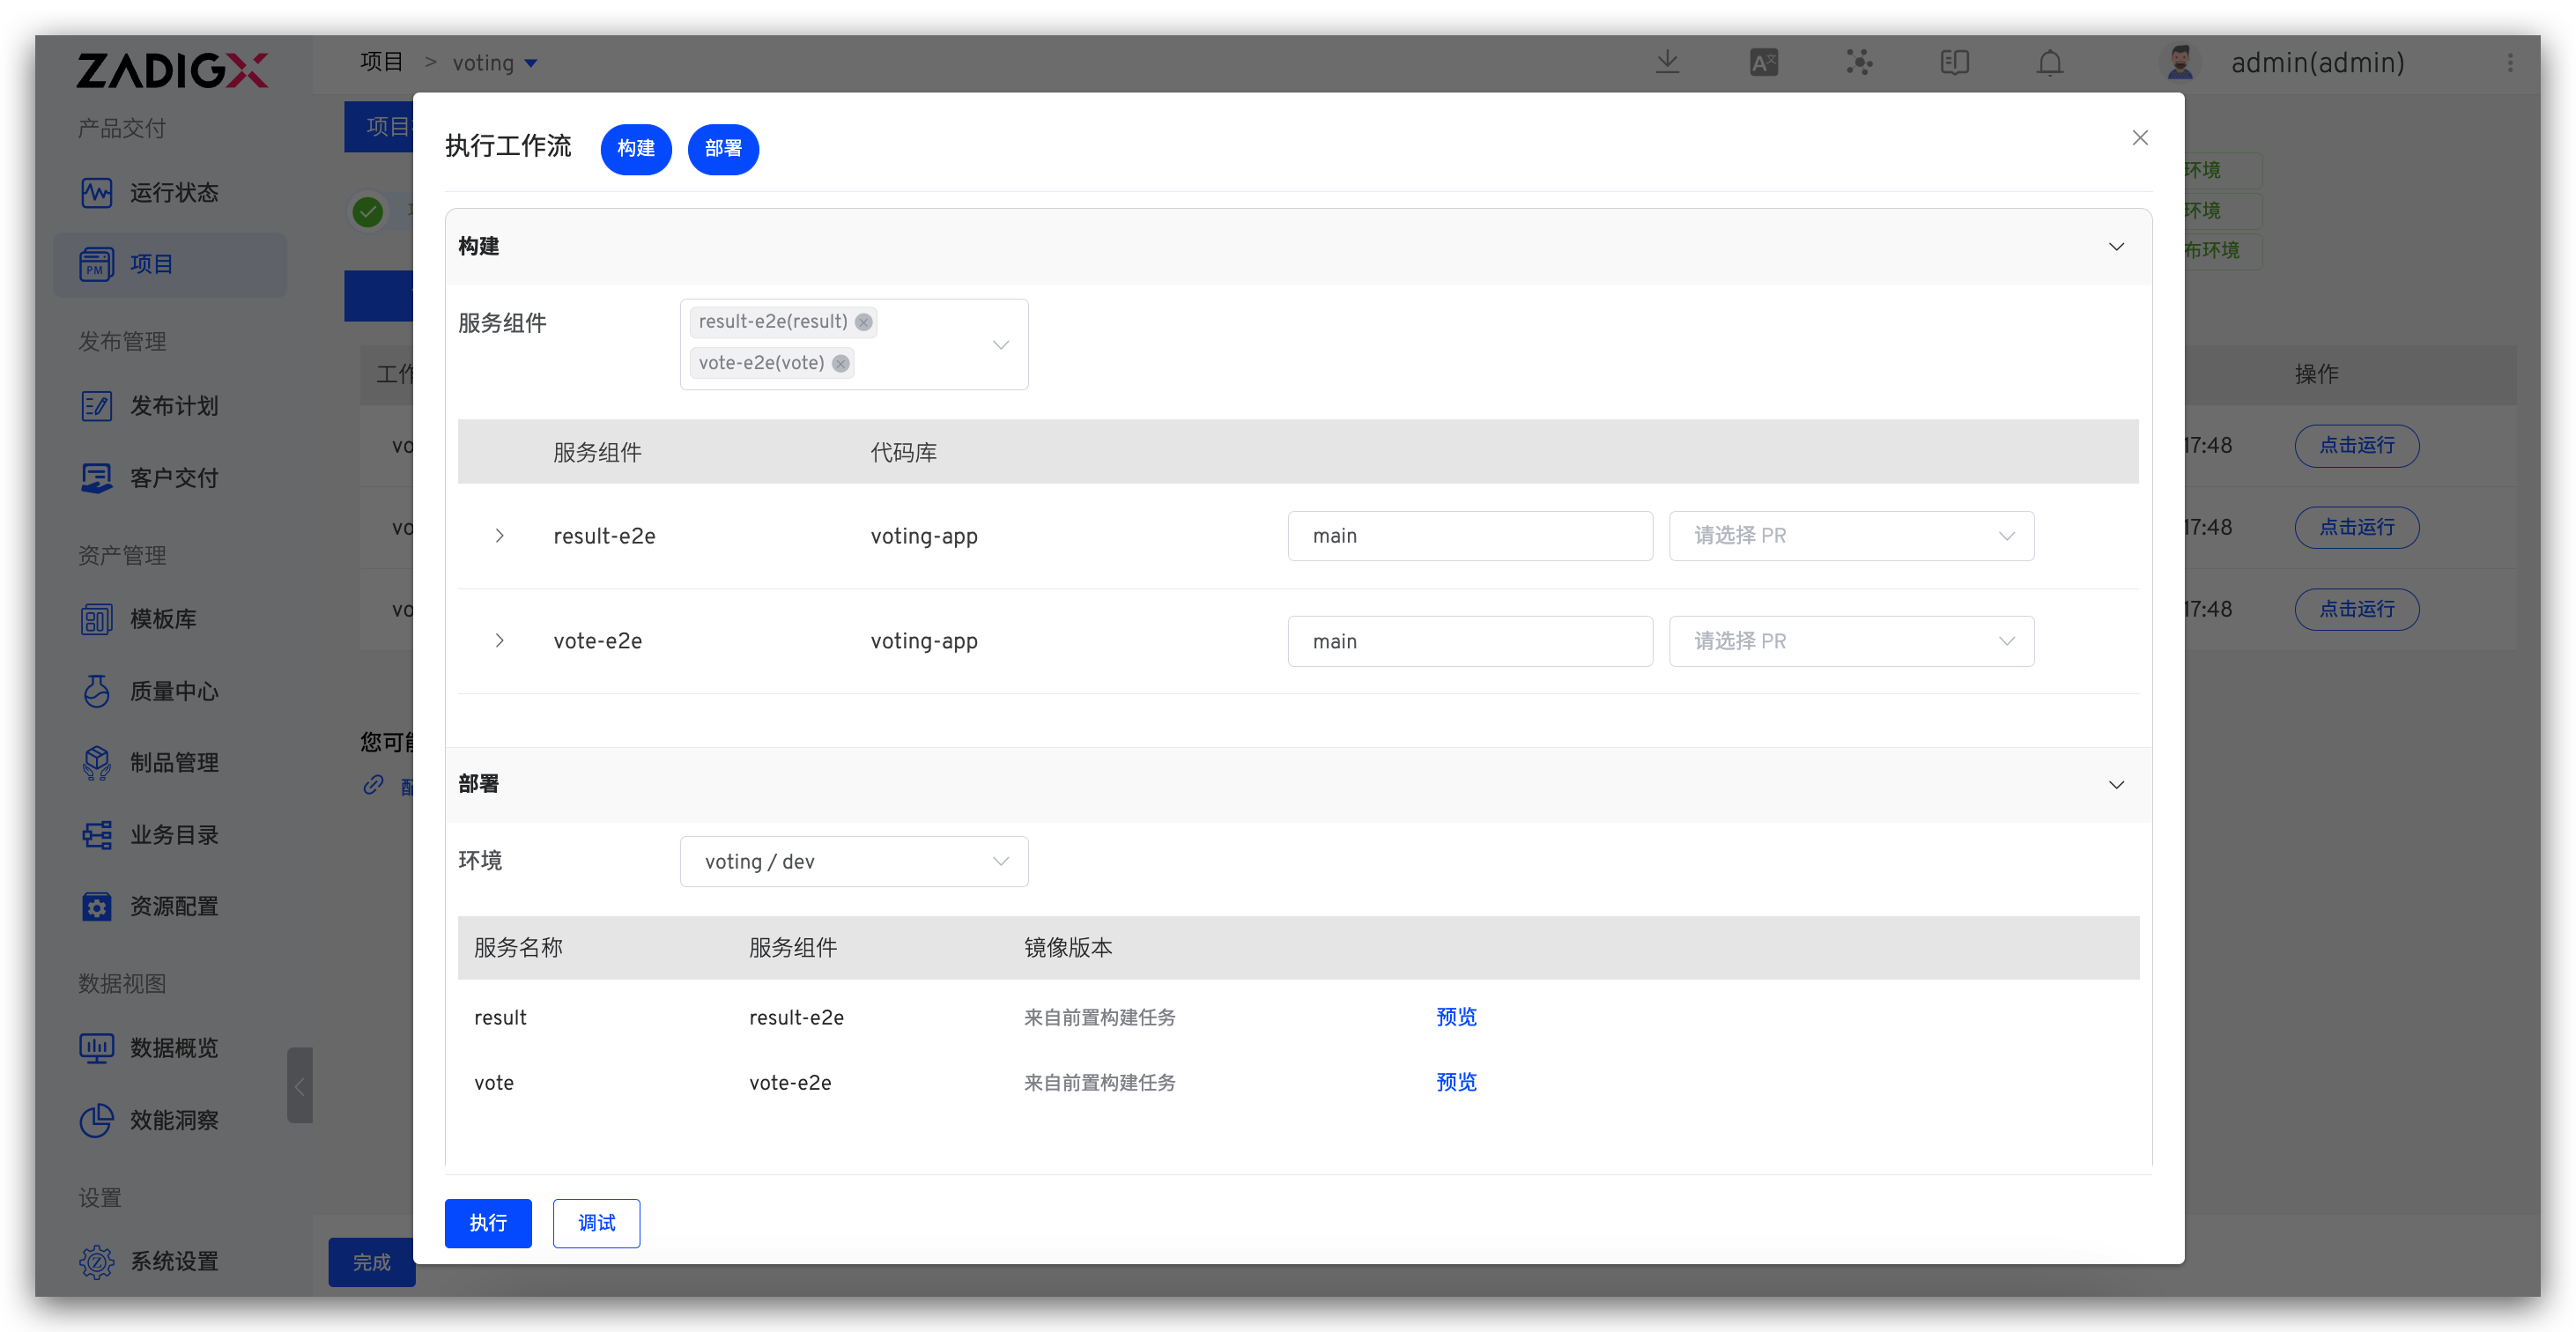 ZADIGX
项目 > voting
admin(admin)
产品交付
运行状态
项目
PM
发布管理
发布计划
客户交付
资产管理
模板库
质量中心
制品管理
业务目录
资源配置
数据视图
数据概览
效能洞察
设置
系统设置
项目
工作
vo
vo
vo
您可能
配
完成
环境
环境
布环境
操作
17:48 点击运行
17:48 点击运行
17:48 点击运行
执行工作流 构建 部署
构建
服务组件 result-e2e(result)
vote-e2e(vote)
服务组件 代码库
result-e2e voting-app main 请选择 PR
vote-e2e voting-app main 请选择 PR
部署
环境 voting / dev
服务名称 服务组件 镜像版本
result result-e2e 来自前置构建任务 预览
vote vote-e2e 来自前置构建任务 预览
执行 调试